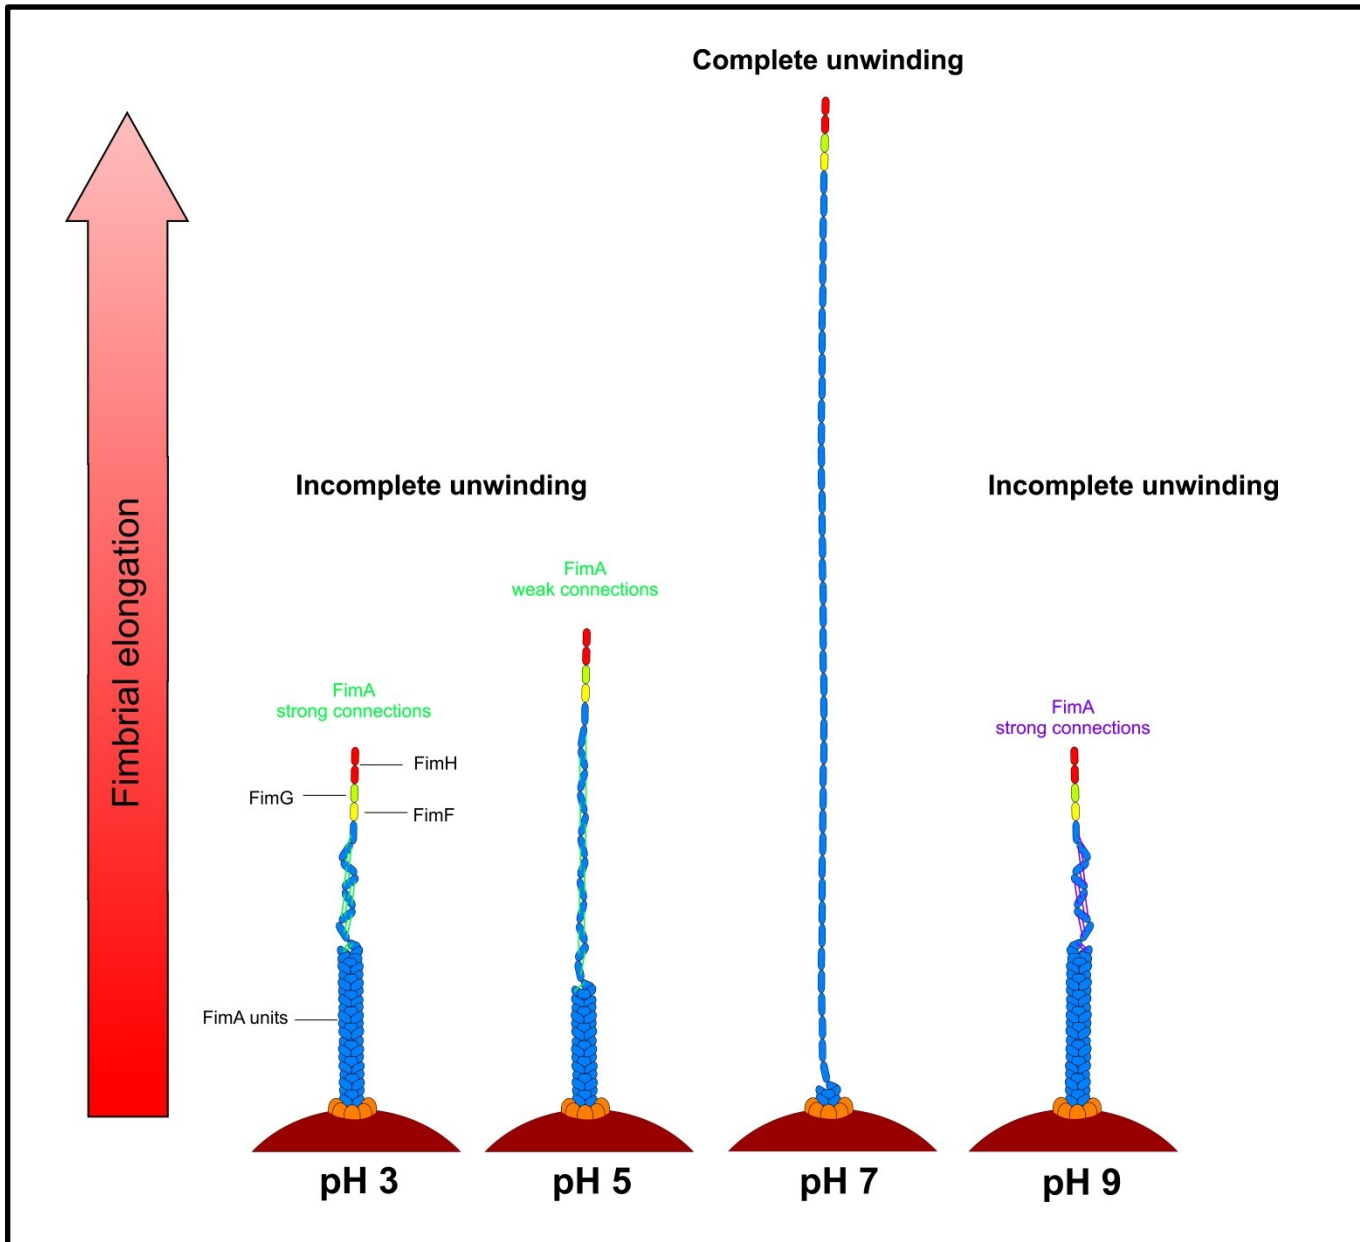 Complete unwinding
Fimbrial elongation
Incomplete unwinding
Incomplete unwinding
FimA
weak connections
FimA
strong connections
FimA
strong connections
FimH
FimG
FimF
FimA units
pH 3
pH 5
pH 7
pH 9